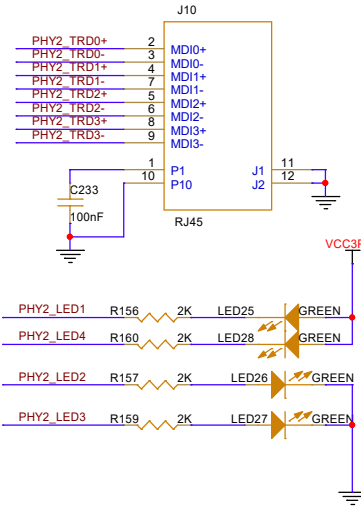 J10
PHY2_TRD0+ 2 MDI0+
PHY2_TRD0- 3 MDI0-
PHY2_TRD1+ 4 MDI1+
PHY2_TRD1- 7 MDI1-
PHY2_TRD2+ 5 MDI2+
PHY2_TRD2- 6 MDI2-
PHY2_TRD3+ 8 MDI3+
PHY2_TRD3- 9 MDI3-
1 P1 J1 11
10 P10 J2 12
C233
100nF
RJ45
VCC3P
PHY2_LED1 R156 2K LED25 GREEN
PHY2_LED4 R160 2K LED28 GREEN
PHY2_LED2 R157 2K LED26 GREEN
PHY2_LED3 R159 2K LED27 GREEN